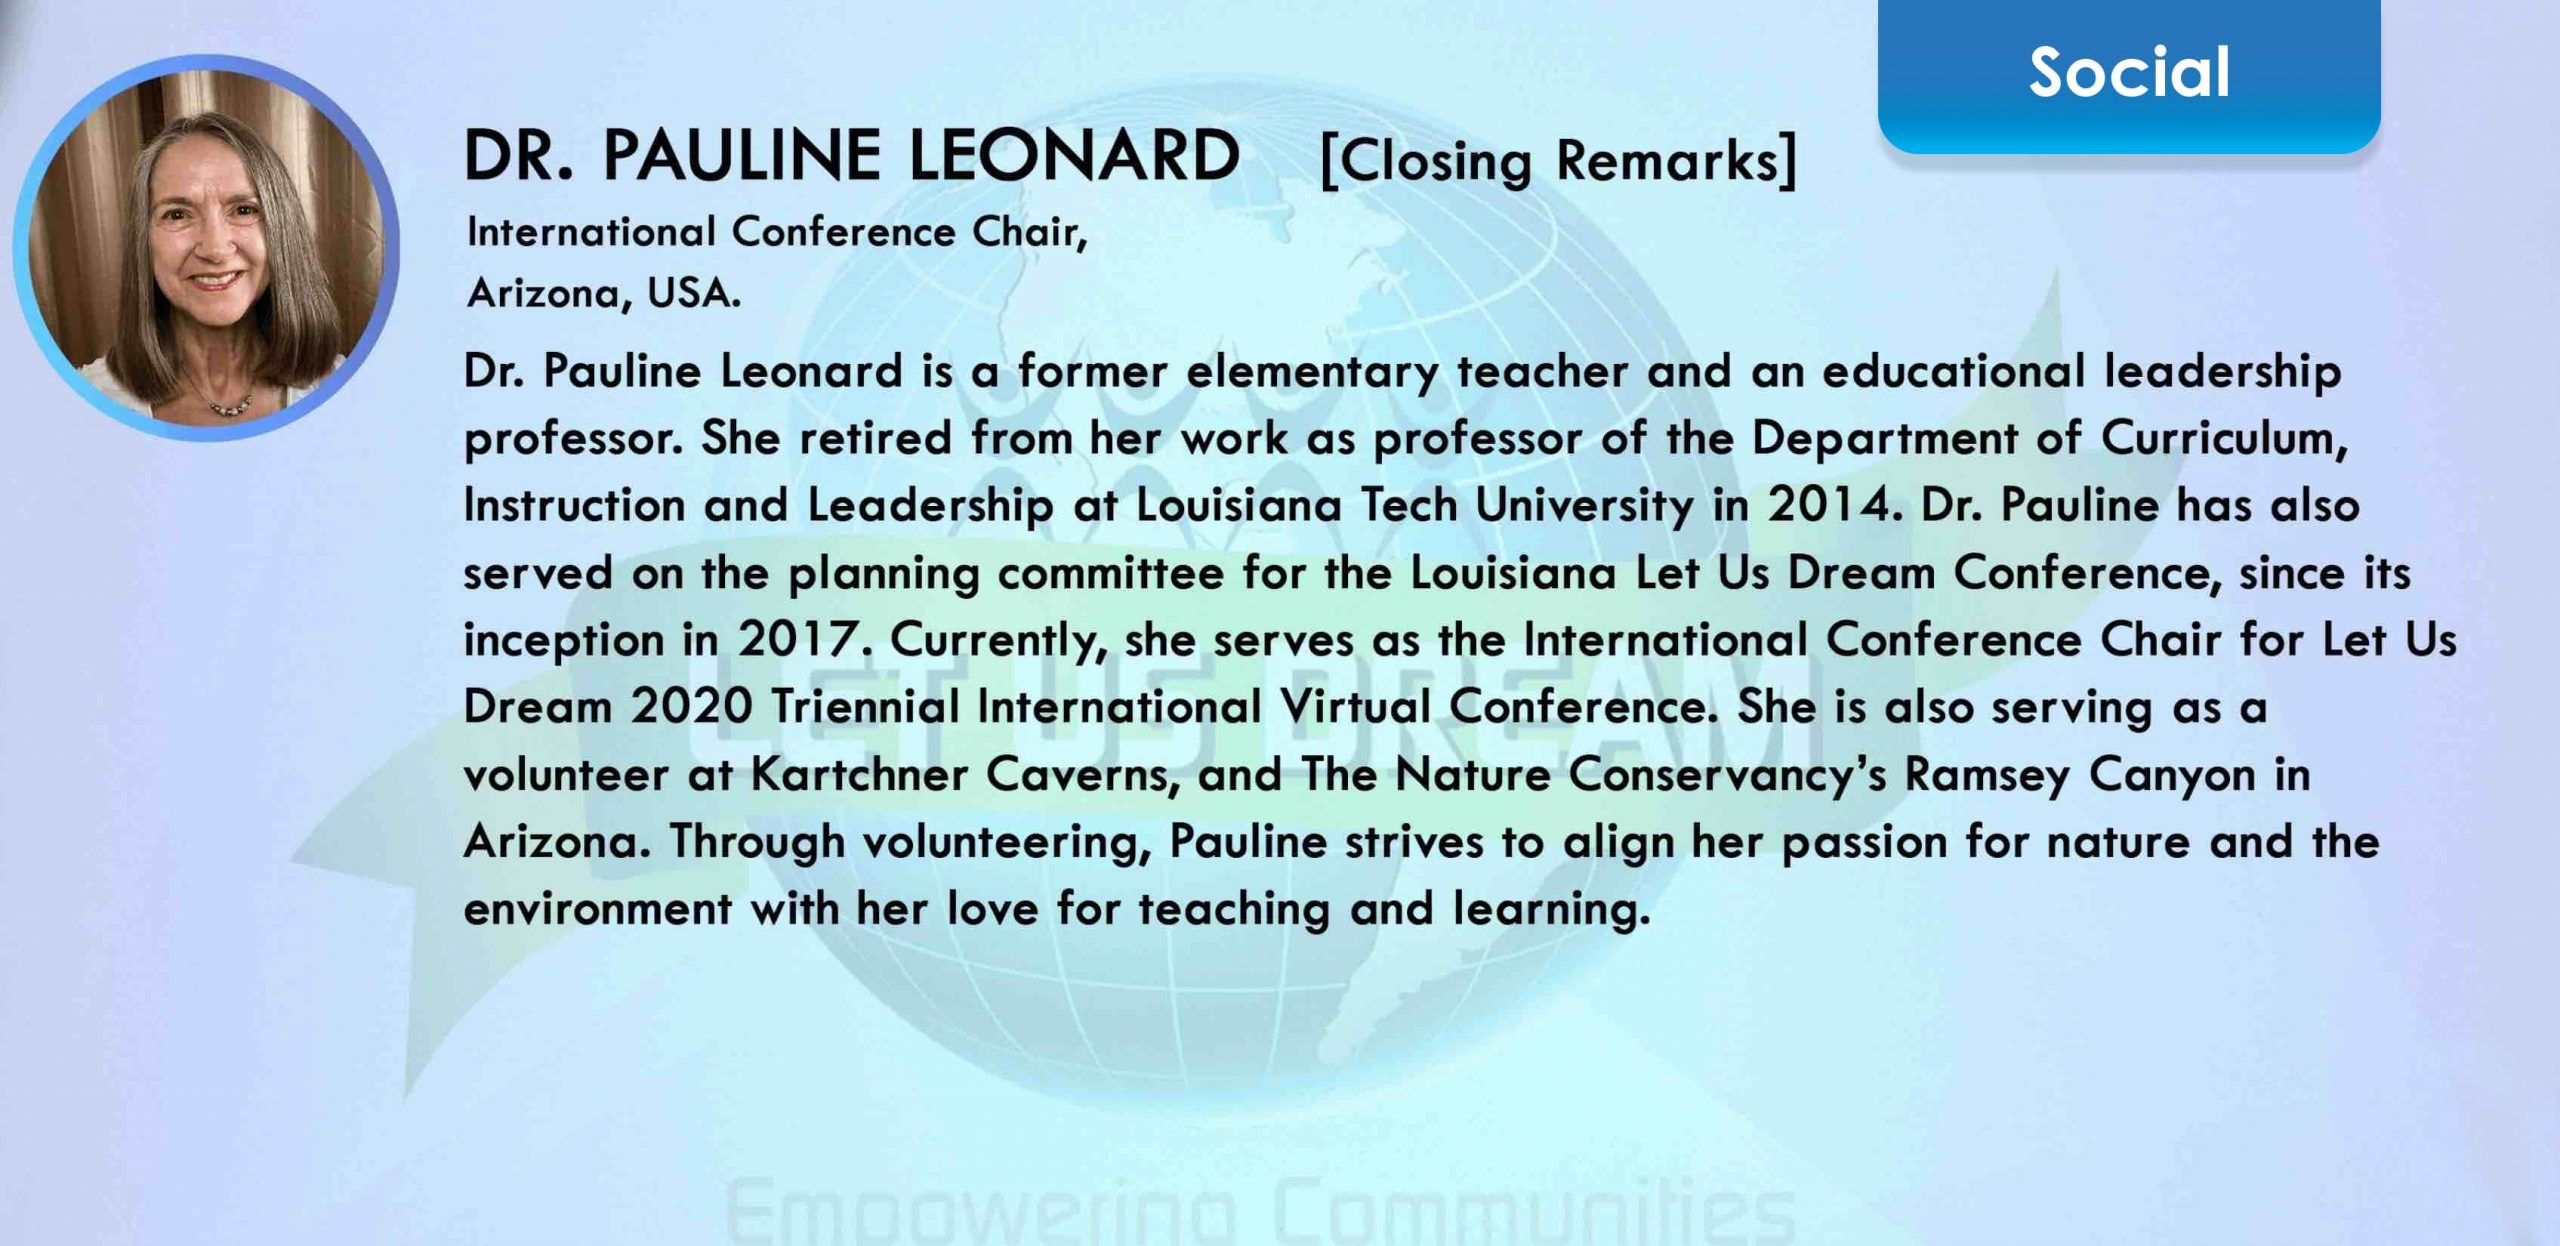 Social
DR. PAULINE LEONARD [Closing Remarks]
International Conference Chair,
Arizona, USA.
Dr. Pauline Leonard is a former elementary teacher and an educational leadership
professor. She retired from her work as professor of the Department of Curriculum,
Instruction and Leadership at Louisiana Tech University in 2014. Dr. Pauline has also
served on the planning committee for the Louisiana Let Us Dream Conference, since its
inception in 2017. Currently, she serves as the International Conference Chair for Let Us
Dream 2020 Triennial International Virtual Conference. She is also serving as a
volunteer at Kartchner Caverns, and The Nature Conservancy’s Ramsey Canyon in
Arizona. Through volunteering, Pauline strives to align her passion for nature and the
environment with her love for teaching and learning.
LET US DREAM
Empowering Communities